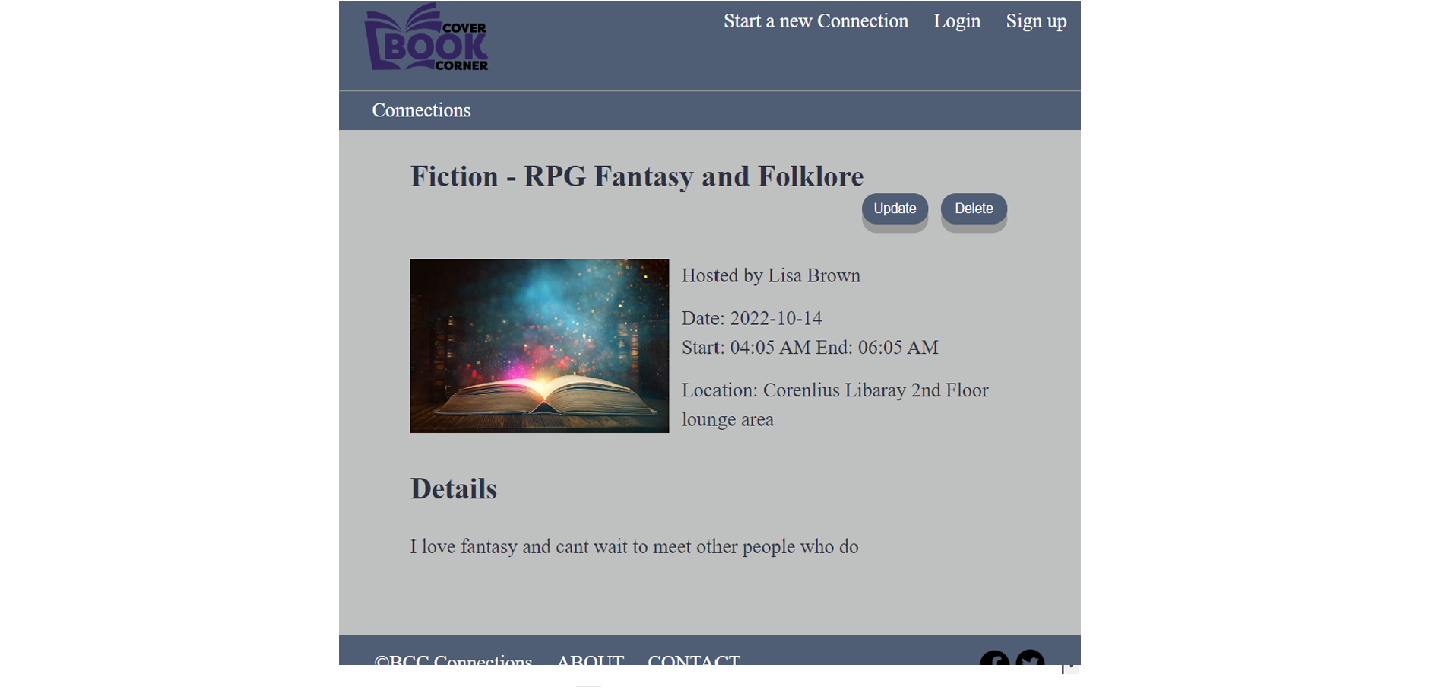 COVER
BOOK
CORNER
Start a new Connection Login Sign up
Connections
Fiction - RPG Fantasy and Folklore
Update Delete
Hosted by Lisa Brown
Date: 2022-10-14
Start: 04:05 AM End: 06:05 AM
Location: Corenlius Libaray 2nd Floor
lounge area
Details
I love fantasy and cant wait to meet other people who do
©BCC Connections ABOUT CONTACT